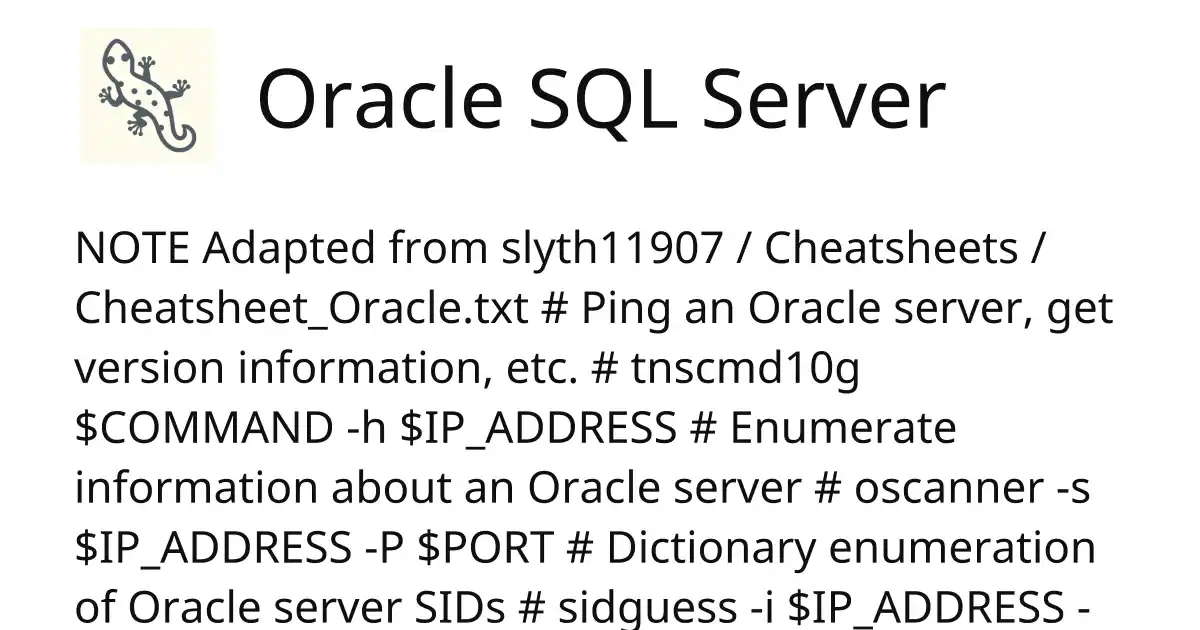 Oracle SQL Server
NOTE Adapted from slyth11907 / Cheatsheets /
Cheatsheet_Oracle.txt # Ping an Oracle server, get
version information, etc. # tnscmd10g
$COMMAND -h $IP_ADDRESS # Enumerate
information about an Oracle server # oscanner -s
$IP_ADDRESS -P $PORT # Dictionary enumeration
of Oracle server SIDs # sidguess -i $IP_ADDRESS -